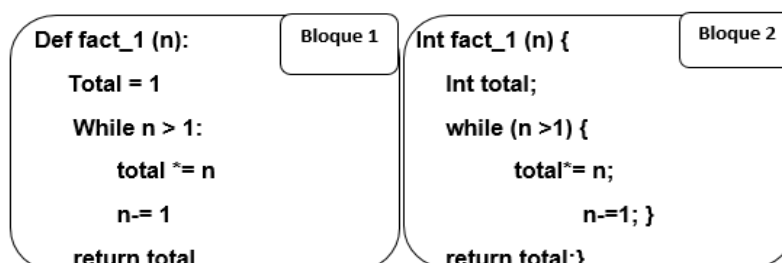 Bloque 1
Def fact_1 (n):
Total = 1
While n > 1:
total *= n
n-= 1
return total
Bloque 2
Int fact_1 (n) {
Int total;
while (n >1) {
total*= n;
n-=1; }
return total;}